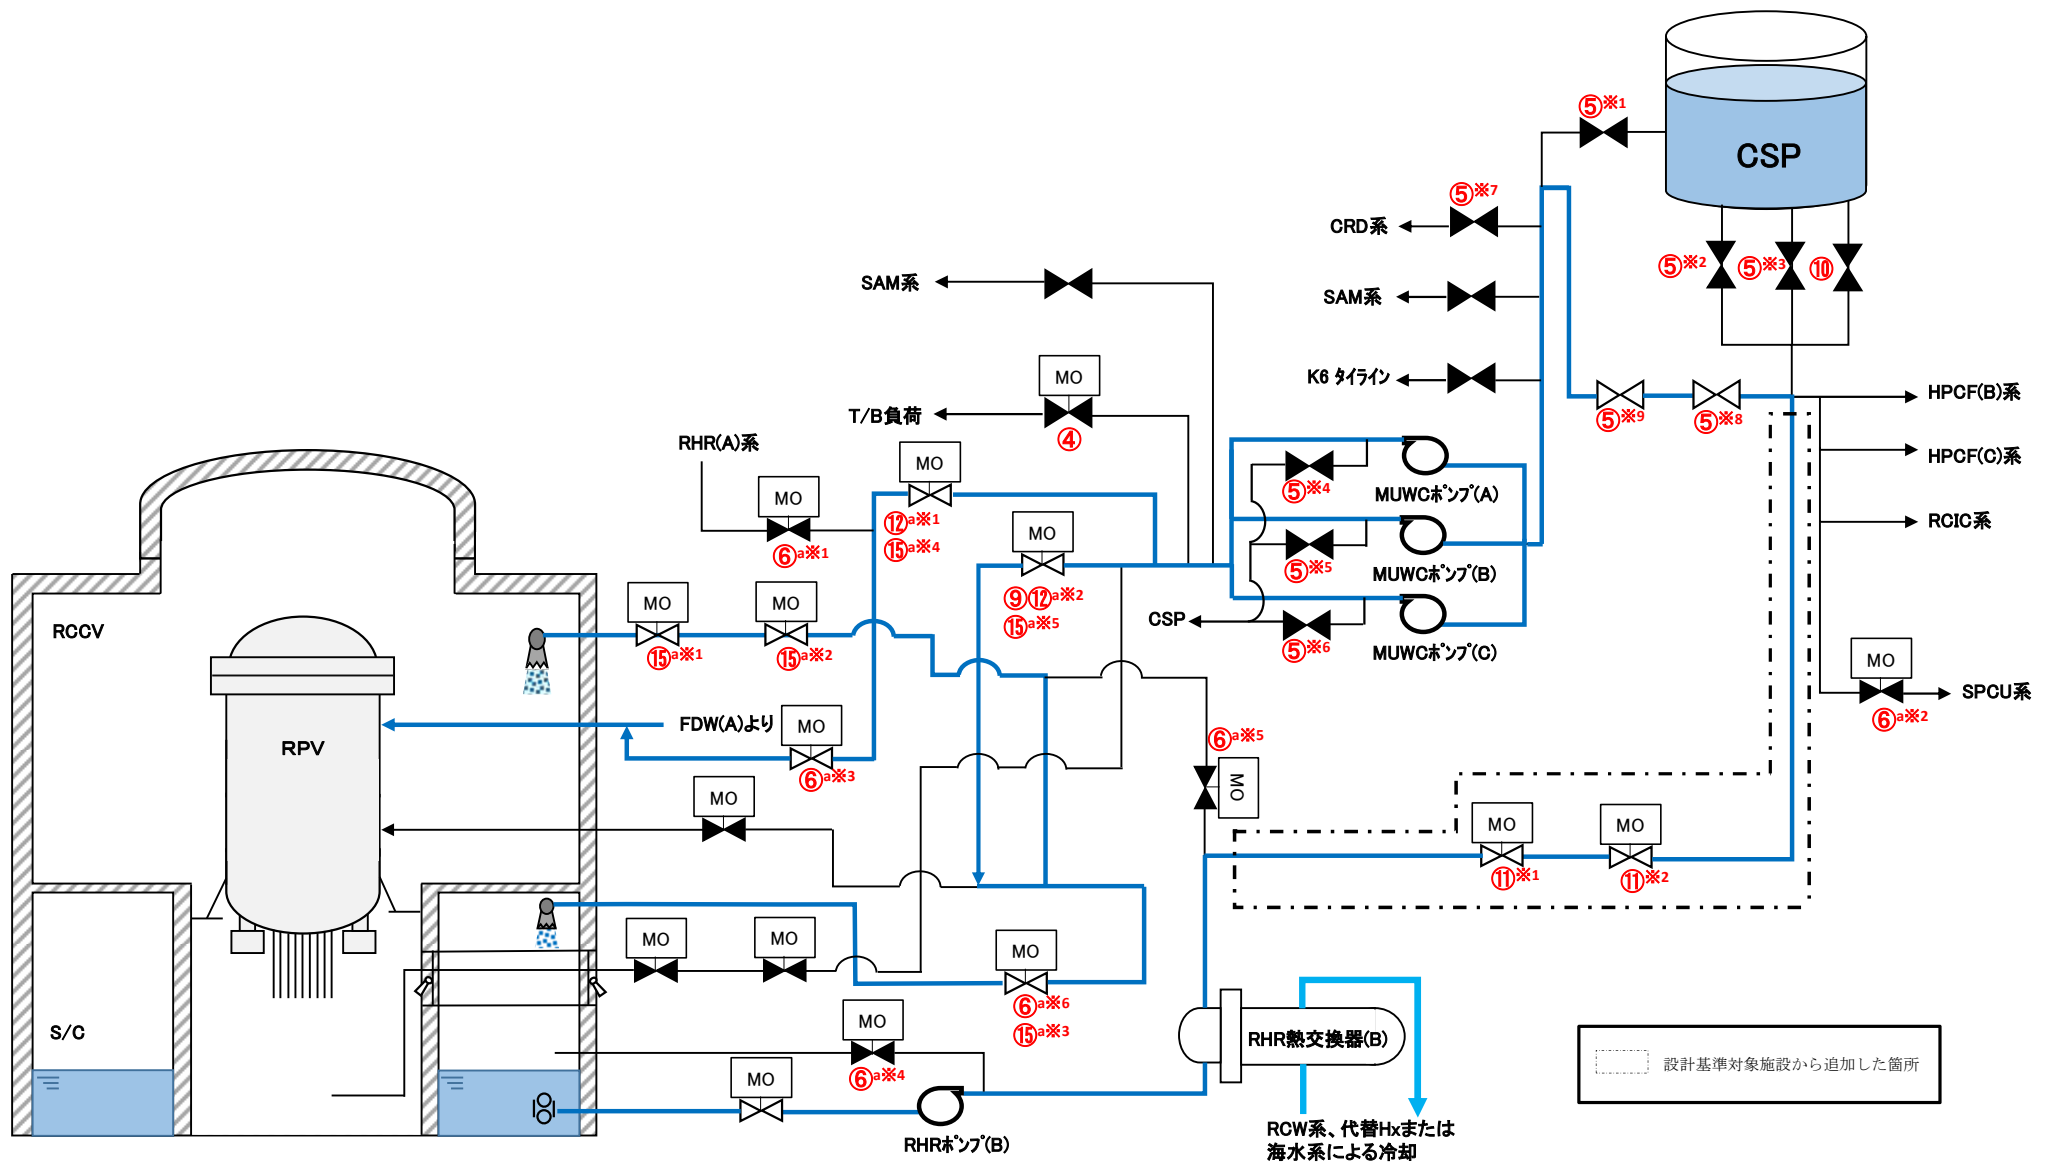 ⑤※1
CSP
⑤※7
CRD系
⑤※2
⑤※3
⑩
SAM系
SAM系
MO
K6 タイライン
HPCF(B)系
T/B負荷
④
⑤※9
⑤※8
RHR(A)系
MO
HPCF(C)系
MO
⑤※4
MUWCポンプ(A)
⑫a※1
⑮a※4
⑥a※1
MO
RCIC系
⑤※5
MUWCポンプ(B)
⑨⑫a※2
⑮a※5
MO
MO
CSP
RCCV
⑮a※1
⑮a※2
⑤※6
MUWCポンプ(C)
MO
SPCU系
⑥a※2
FDW(A)より
MO
RPV
⑥a※5
MO
⑥a※3
MO
MO
MO
⑪※1
⑪※2
MO
MO
MO
⑥a※6
⑮a※3
S/C
MO
RHR熱交換器(B)
⑥a※4
MO
設計基準対象施設から追加した箇所
RHRポンプ(B)
RCW系、代替Hxまたは
海水系による冷却